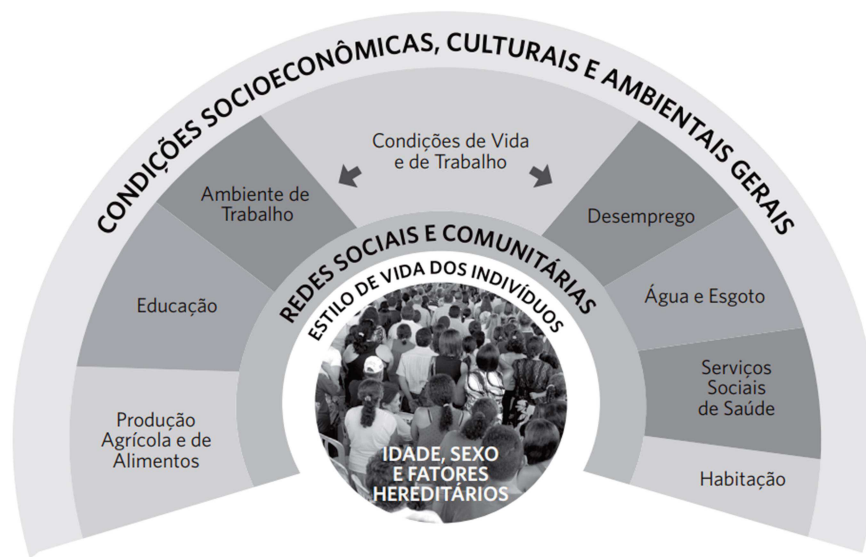 CONDIÇÕES SOCIOECONÔMICAS, CULTURAIS E AMBIENTAIS GERAIS
Condições de Vida
e de Trabalho
Ambiente de
Trabalho
Desemprego
Educação
Água e Esgoto
Produção
Agrícola e de
Alimentos
Serviços
Sociais
de Saúde
Habitação
REDES SOCIAIS E COMUNITÁRIAS
ESTILO DE VIDA DOS INDIVÍDUOS
IDADE, SEXO
E FATORES
HEREDITÁRIOS